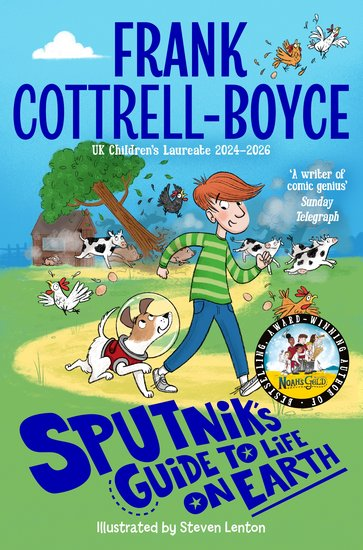 FRANK
COTTRELL-BOYCE
UK Children's Laureate 2024–2026
'A writer of
comic genius'
Sunday
Telegraph
BESTSELLING, AWARD-WINNING AUTHOR OF
NOAH'S GOLD
SPUTNIK'S
GUIDE TO LIFE
ON EARTH
Illustrated by Steven Lenton